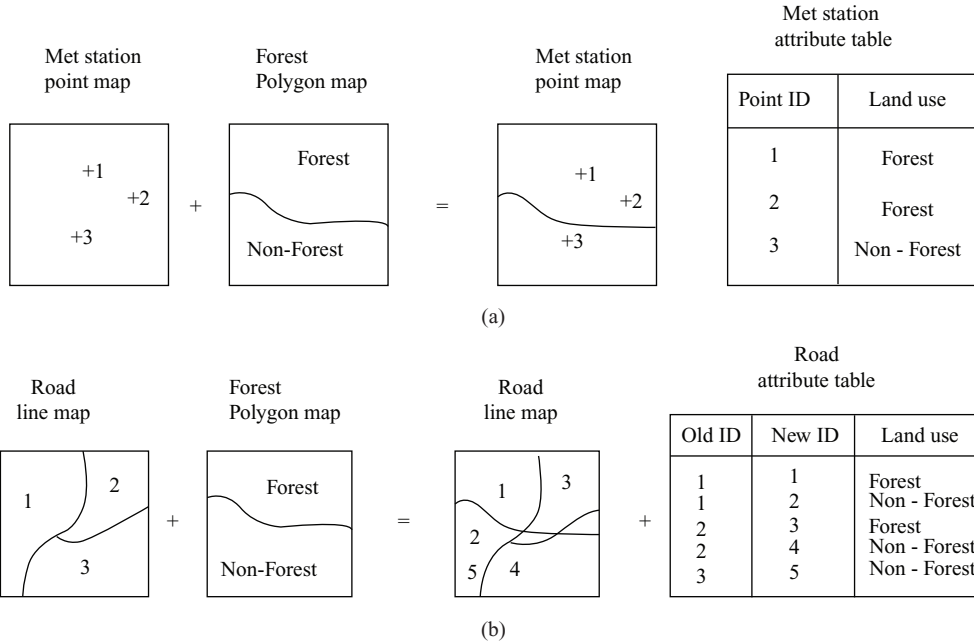 Met station
point map
Forest
Polygon map
Met station
point map
Met station
attribute table
+1
+2
+3
+
Forest
Non-Forest
=
+1
+2
+3
Point ID Land use
1 Forest
2 Forest
3 Non - Forest
(a)
Road
line map
Forest
Polygon map
Road
line map
Road
attribute table
1
2
3
+
Forest
Non-Forest
=
1
3
2
5
4
+
Old ID New ID Land use
1 1 Forest
1 2 Non - Forest
2 3 Forest
2 4 Non - Forest
3 5 Non - Forest
(b)